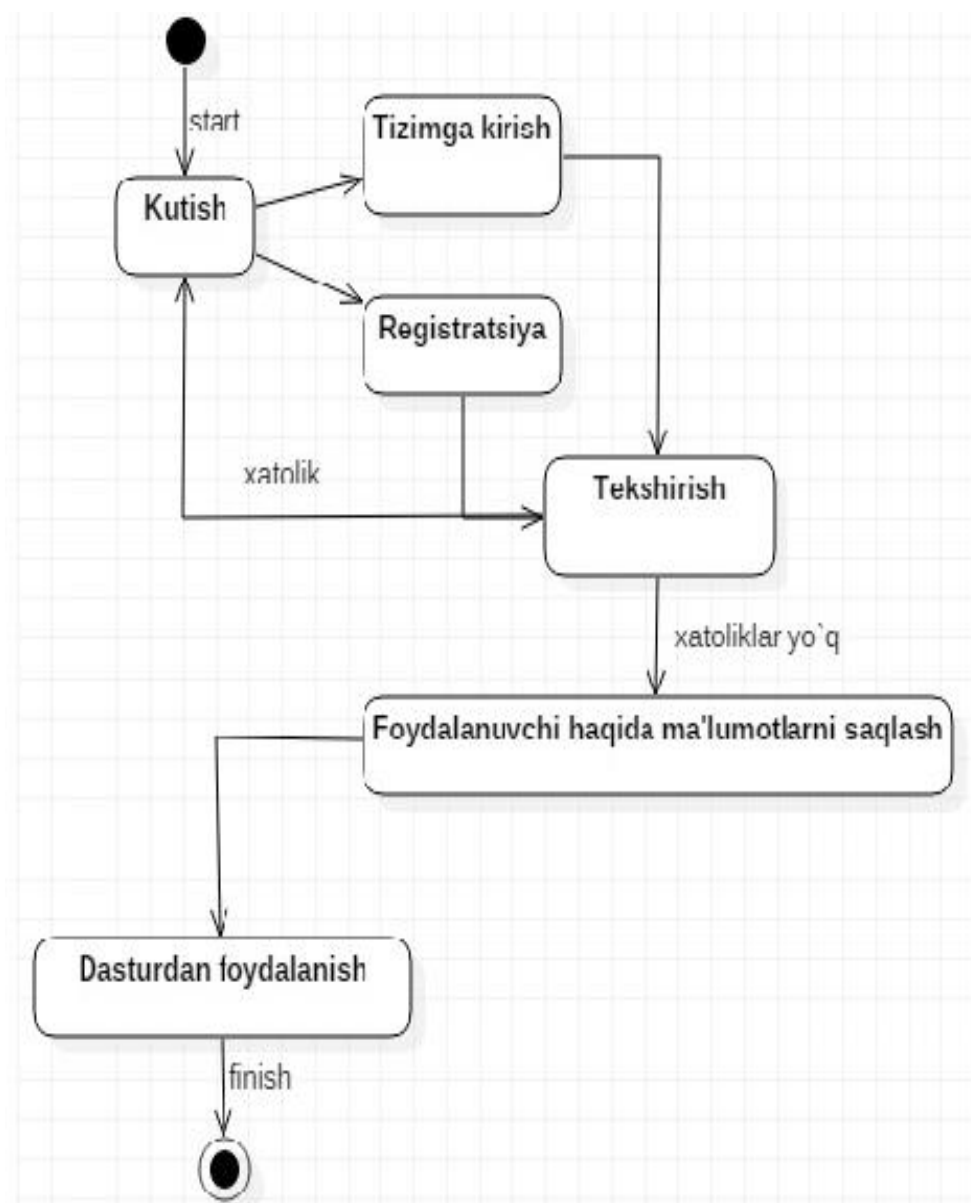 start
Tizimga kirish
Kutish
Registratsiya
xatolik
Tekshirish
xatoliklar yo`q
Foydalanuvchi haqida ma'lumotlarni saqlash
Dasturdan foydalanish
finish